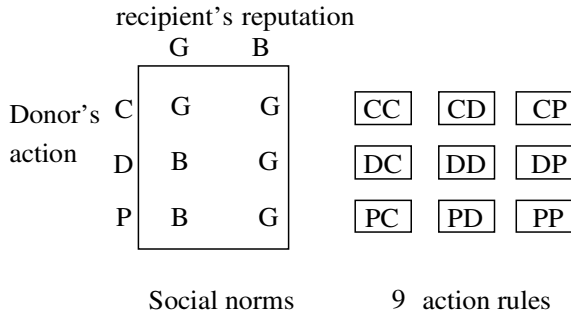 recipient's reputation
G B
Donor's action
C G G CC CD CP
D B G DC DD DP
P B G PC PD PP
Social norms 9 action rules